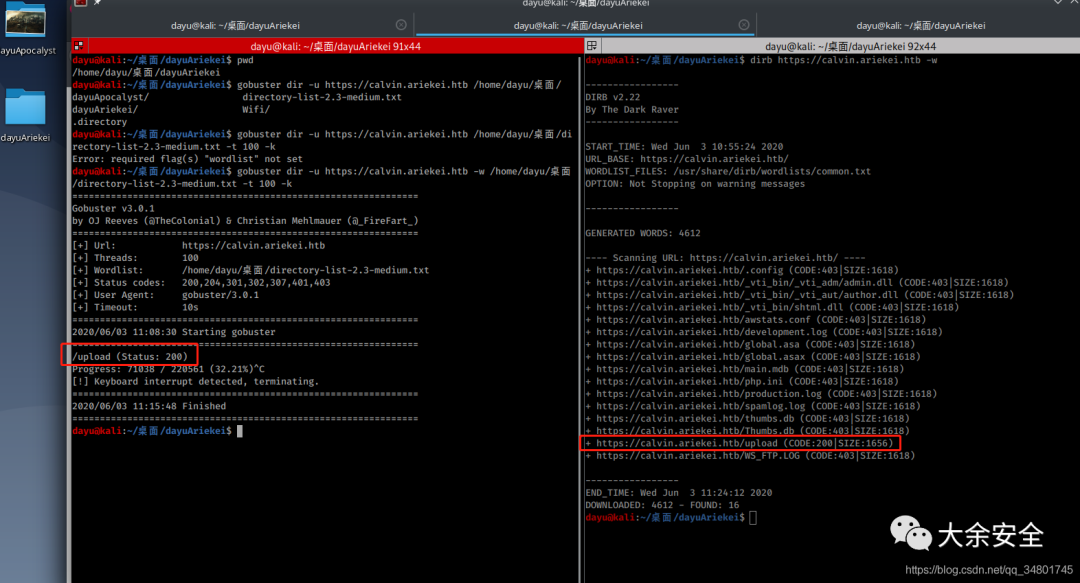 dayu@kali: ~/桌面/dayuAriekei
dayu@kali: ~/桌面/dayuAriekei
dayu@kali: ~/桌面/dayuAriekei
dayu@kali: ~/桌面/dayuAriekei
ayuApocalyst
dayuAriekei
dayu@kali: ~/桌面/dayuAriekei 91x44
dayu@kali:~/桌面/dayuAriekei$ pwd
/home/dayu/桌面/dayuAriekei
dayu@kali:~/桌面/dayuAriekei$ gobuster dir -u https://calvin.ariekei.htb /home/dayu/桌面/
dayuApocalyst/ directory-list-2.3-medium.txt
dayuAriekei/ Wifi/
.directory
dayu@kali:~/桌面/dayuAriekei$ gobuster dir -u https://calvin.ariekei.htb /home/dayu/桌面/di
rectory-list-2.3-medium.txt -t 100 -k
Error: required flag(s) "wordlist" not set
dayu@kali:~/桌面/dayuAriekei$ gobuster dir -u https://calvin.ariekei.htb -w /home/dayu/桌面
/directory-list-2.3-medium.txt -t 100 -k
===============================================================
Gobuster v3.0.1
by OJ Reeves (@TheColonial) & Christian Mehlmauer (@_FireFart_)
===============================================================
[+] Url: https://calvin.ariekei.htb
[+] Threads: 100
[+] Wordlist: /home/dayu/桌面/directory-list-2.3-medium.txt
[+] Status codes: 200,204,301,302,307,401,403
[+] User Agent: gobuster/3.0.1
[+] Timeout: 10s
===============================================================
2020/06/03 11:08:30 Starting gobuster
===============================================================
/upload (Status: 200)
Progress: 71038 / 220561 (32.21%)^C
[!] Keyboard interrupt detected, terminating.
===============================================================
2020/06/03 11:15:48 Finished
===============================================================
dayu@kali:~/桌面/dayuAriekei$
dayu@kali: ~/桌面/dayuAriekei 92x44
dayu@kali:~/桌面/dayuAriekei$ dirb https://calvin.ariekei.htb -w
-----------------
DIRB v2.22
By The Dark Raver
-----------------
START_TIME: Wed Jun 3 10:55:24 2020
URL_BASE: https://calvin.ariekei.htb/
WORDLIST_FILES: /usr/share/dirb/wordlists/common.txt
OPTION: Not Stopping on warning messages
-----------------
GENERATED WORDS: 4612
---- Scanning URL: https://calvin.ariekei.htb/ ----
+ https://calvin.ariekei.htb/.config (CODE:403|SIZE:1618)
+ https://calvin.ariekei.htb/_vti_bin/_vti_adm/admin.dll (CODE:403|SIZE:1618)
+ https://calvin.ariekei.htb/_vti_bin/_vti_aut/author.dll (CODE:403|SIZE:1618)
+ https://calvin.ariekei.htb/_vti_bin/shtml.dll (CODE:403|SIZE:1618)
+ https://calvin.ariekei.htb/awstats.conf (CODE:403|SIZE:1618)
+ https://calvin.ariekei.htb/development.log (CODE:403|SIZE:1618)
+ https://calvin.ariekei.htb/global.asa (CODE:403|SIZE:1618)
+ https://calvin.ariekei.htb/global.asax (CODE:403|SIZE:1618)
+ https://calvin.ariekei.htb/main.mdb (CODE:403|SIZE:1618)
+ https://calvin.ariekei.htb/php.ini (CODE:403|SIZE:1618)
+ https://calvin.ariekei.htb/production.log (CODE:403|SIZE:1618)
+ https://calvin.ariekei.htb/spamlog.log (CODE:403|SIZE:1618)
+ https://calvin.ariekei.htb/thumbs.db (CODE:403|SIZE:1618)
+ https://calvin.ariekei.htb/Thumbs.db (CODE:403|SIZE:1618)
+ https://calvin.ariekei.htb/upload (CODE:200|SIZE:1656)
+ https://calvin.ariekei.htb/WS_FTP.LOG (CODE:403|SIZE:1618)
-----------------
END_TIME: Wed Jun 3 11:24:12 2020
DOWNLOADED: 4612 - FOUND: 16
dayu@kali:~/桌面/dayuAriekei$
大余安全
https://blog.csdn.net/qq_34801745